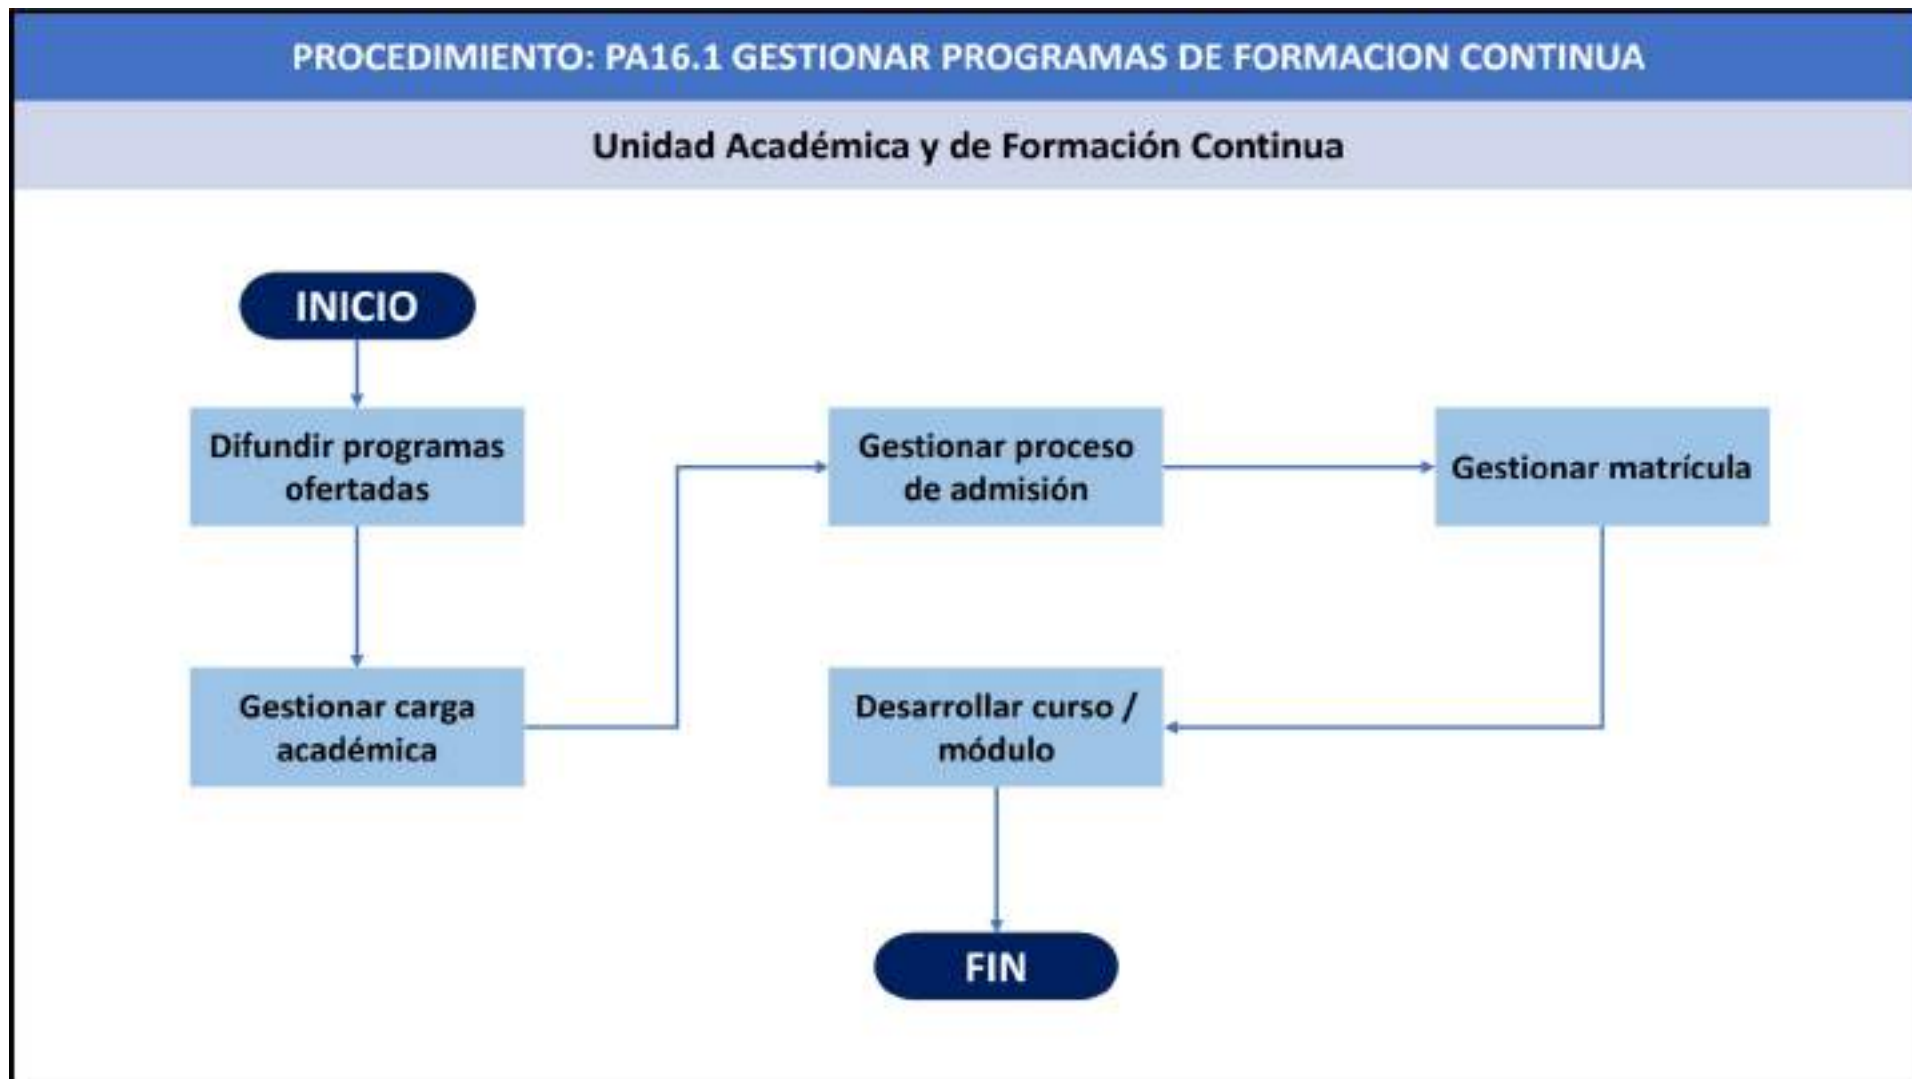 PROCEDIMIENTO: PA16.1 GESTIONAR PROGRAMAS DE FORMACION CONTINUA
Unidad Académica y de Formación Continua
INICIO
Difundir programas
ofertadas
Gestionar carga
académica
Gestionar proceso
de admisión
Gestionar matrícula
Desarrollar curso /
módulo
FIN